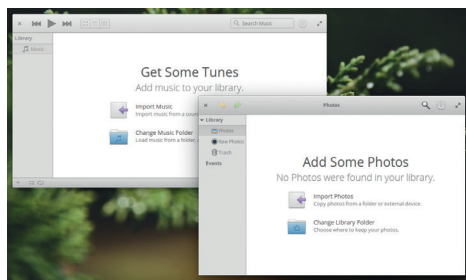 Search Music
Library
Music
Get Some Tunes
Add music to your library.
Import Music
Import music from a sour
Change Music Folder
Load music from a folder,
Photos
Library
Photos
Raw Photos
Trash
Events
Add Some Photos
No Photos were found in your library.
Import Photos
Copy photos from a folder or external device.
Change Library Folder
Choose where to keep your photos.